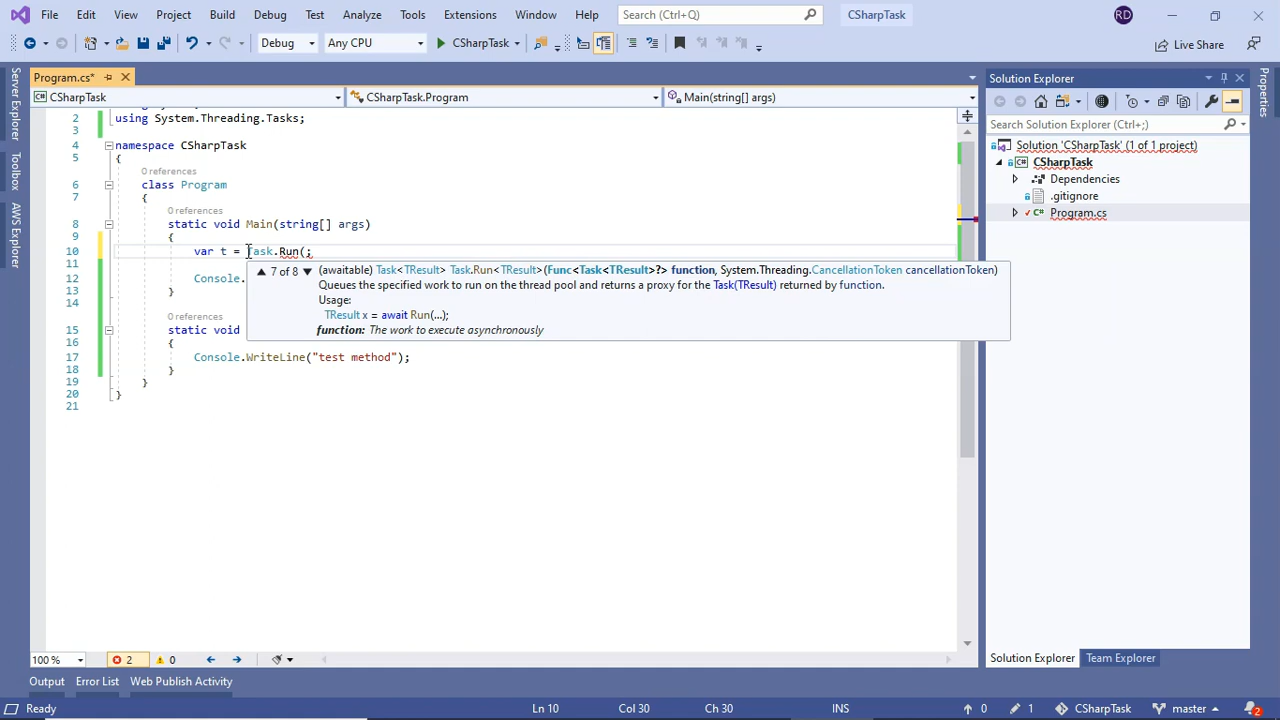 File Edit View Project Build Debug Test Analyze Tools Extensions Window Help Search (Ctrl+Q) CSharpTask RD
Debug Any CPU CSharpTask Live Share
Program.cs*
CSharpTask CSharpTask.Program Main(string[] args)
Server Explorer
Toolbox
AWS Explorer
2 using System.Threading.Tasks;
3
4 namespace CSharpTask
5 {
0 references
6 class Program
7 {
0 references
8 static void Main(string[] args)
9 {
10 var t = Task.Run(;
11
12 Console.
13 }
14
0 references
15 static void
16 {
17 Console.WriteLine("test method");
18 }
19 }
20 }
21
7 of 8 (awaitable) Task<TResult> Task.Run<TResult>(Func<Task<TResult>?> function, System.Threading.CancellationToken cancellationToken)
Queues the specified work to run on the thread pool and returns a proxy for the Task(TResult) returned by function.
Usage:
TResult x = await Run(...);
function: The work to execute asynchronously
Solution Explorer
Search Solution Explorer (Ctrl+;)
Solution 'CSharpTask' (1 of 1 project)
CSharpTask
Dependencies
.gitignore
Program.cs
Properties
Solution Explorer Team Explorer
100 % 2 0
Output Error List Web Publish Activity
Ready Ln 10 Col 30 Ch 30 INS 0 1 CSharpTask master 2